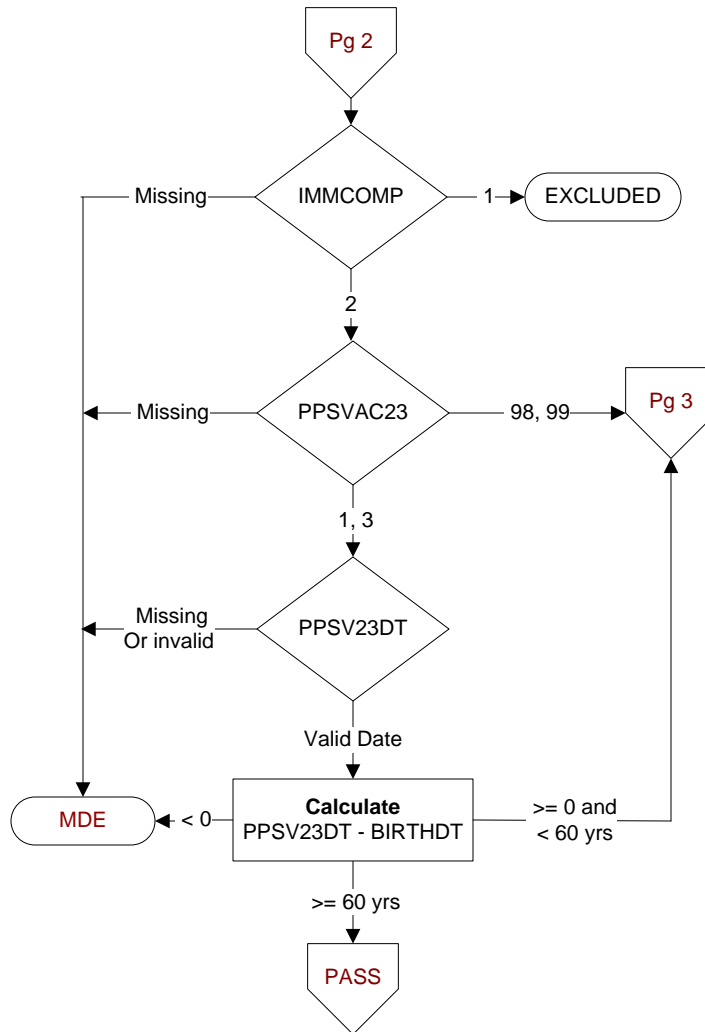 Pg 2
IMMCOMP
Missing
1
EXCLUDED
2
PPSVAC23
Missing
98, 99
Pg 3
1, 3
PPSV23DT
Missing
Or invalid
Valid Date
Calculate
PPSV23DT - BIRTHDT
< 0
MDE
>= 0 and
< 60 yrs
>= 60 yrs
PASS